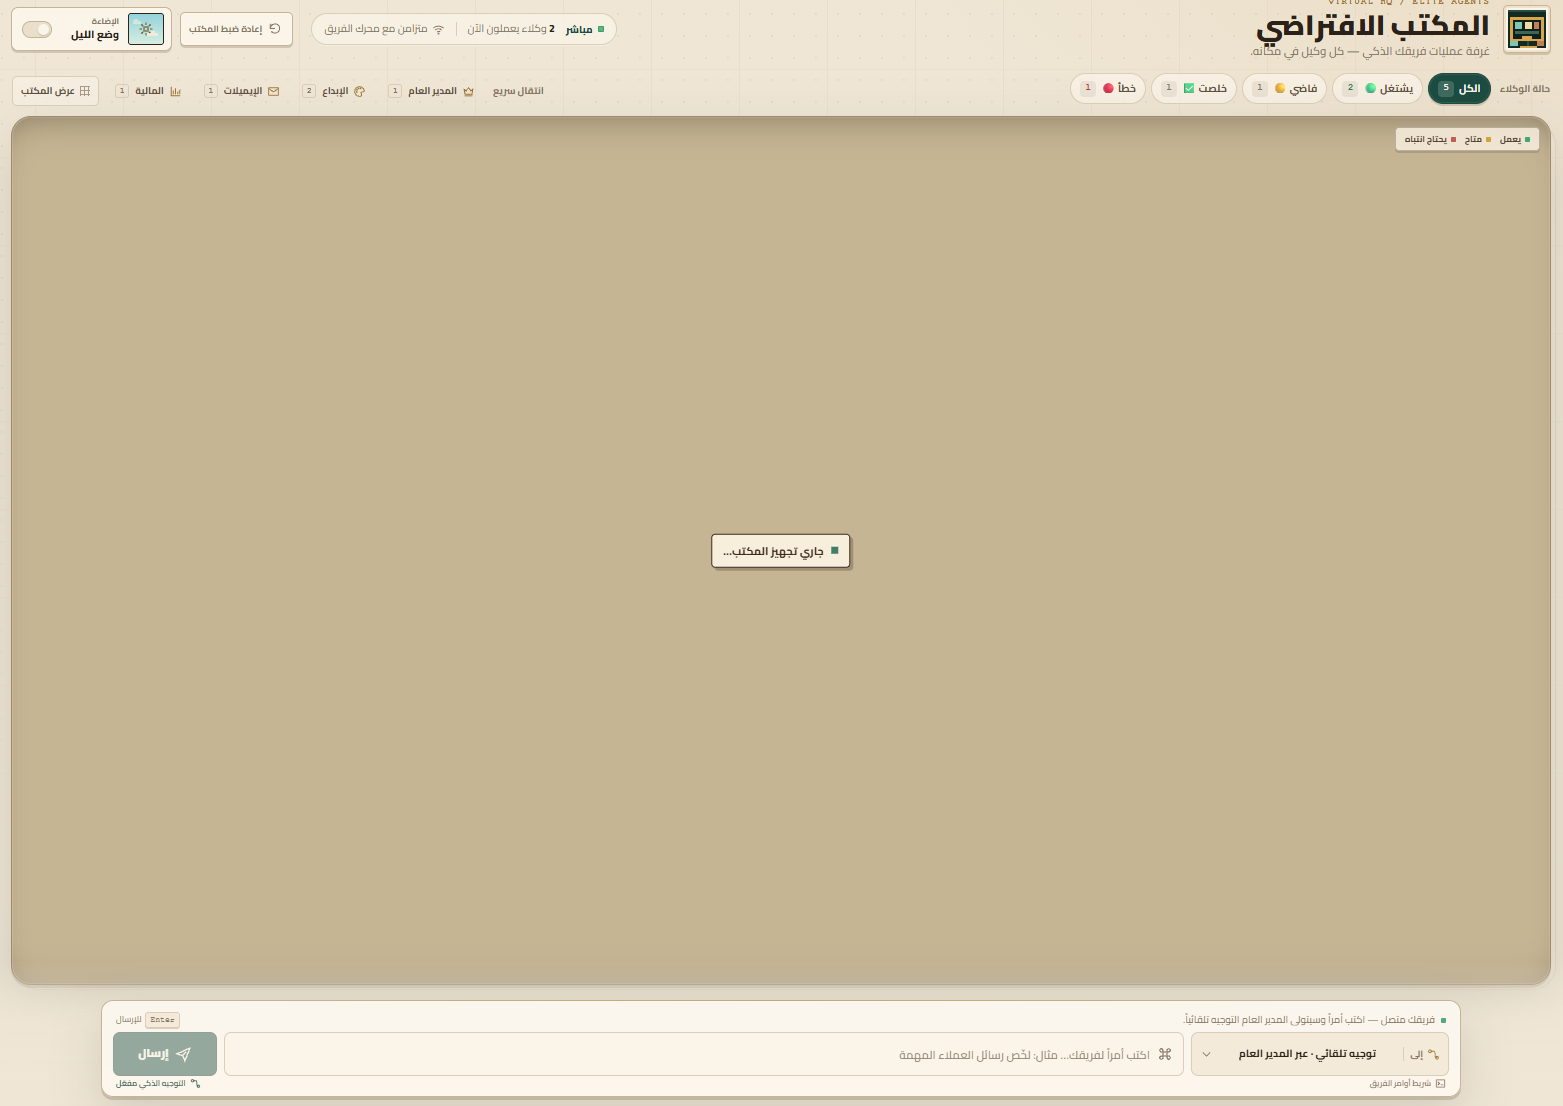 VIRTUAL HQ / ELITE AGENTS
المكتب الافتراضي
غرفة عمليات فريقك الذكي — كل وكيل في مكانه.
مباشر 2 وكلاء يعملون الآن متزامن مع محرك الفريق
إعادة ضبط المكتب
الإضاءة
وضع الليل
حالة الوكلاء الكل 5 يشتغل 2 فاضي 1 خلصت 1 خطأ 1
انتقال سريع المدير العام 1 الإبداع 2 الإيميلات 1 المالية 1 عرض المكتب
يعمل متاح يحتاج انتباه
جاري تجهيز المكتب...
فريقك متصل — اكتب أمراً وسيتولى المدير العام التوجيه تلقائياً.
Enter للإرسال
إلى توجيه تلقائي · عبر المدير العام
اكتب أمراً لفريقك... مثال: لخّص رسائل العملاء المهمة
إرسال
شريط أوامر الفريق
التوجيه الذكي مفعّل